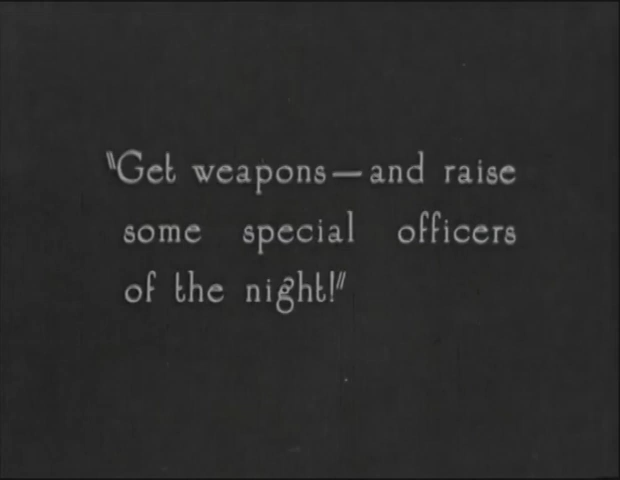 "Get weapons—and raise
some special officers
of the night!"